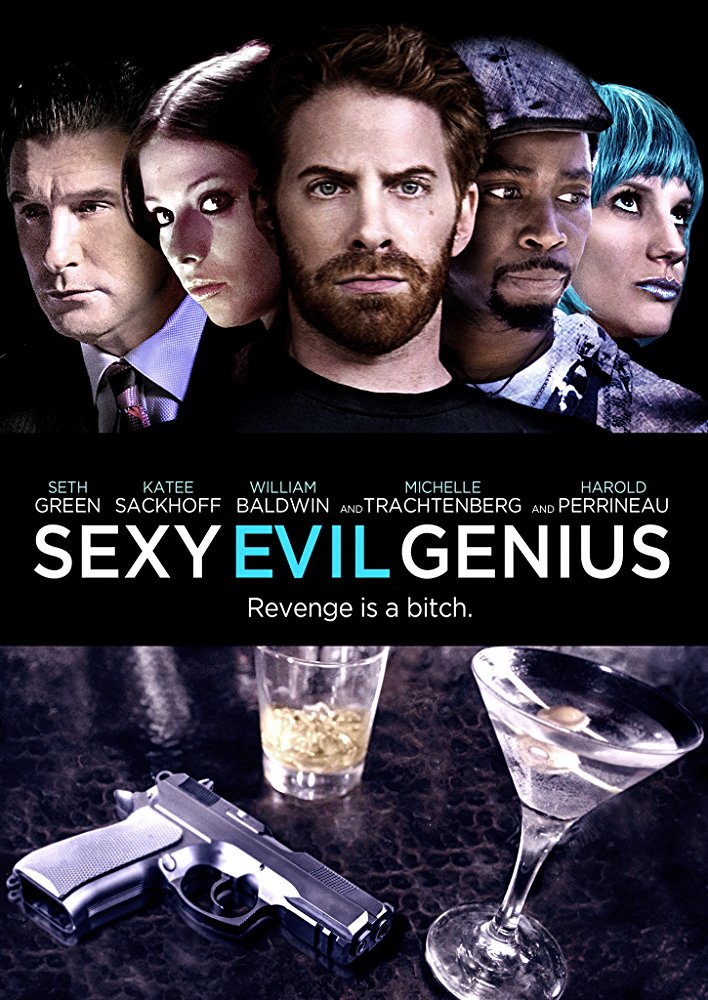 SETH KATEE WILLIAM MICHELLE HAROLD
GREEN SACKHOFF BALDWIN AND TRACHTENBERG AND PERRINEAU
SEXY EVIL GENIUS
Revenge is a bitch.